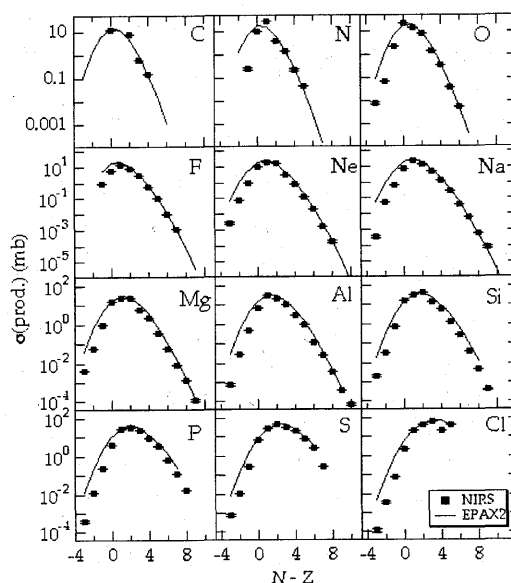 C N O
10
0.1
0.001
F Ne Na
10¹
10⁻¹
10⁻³
10⁻⁵
σ(prod.) (mb)
Mg Al Si
10²
10⁰
10⁻²
10⁻⁴
P S Cl
10²
10⁰
10⁻²
10⁻⁴
NIRS
EPAX2
-4 0 4 8 -4 0 4 8 -4 0 4 8
N - Z